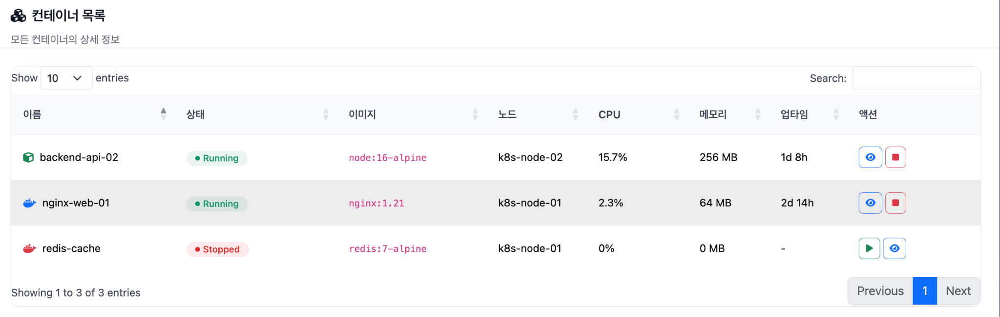 컨테이너 목록
모든 컨테이너의 상세 정보
Show 10 entries Search:
이름 상태 이미지 노드 CPU 메모리 업타임 액션
backend-api-02 Running node:16-alpine k8s-node-02 15.7% 256 MB 1d 8h
nginx-web-01 Running nginx:1.21 k8s-node-01 2.3% 64 MB 2d 14h
redis-cache Stopped redis:7-alpine k8s-node-01 0% 0 MB -
Showing 1 to 3 of 3 entries Previous 1 Next